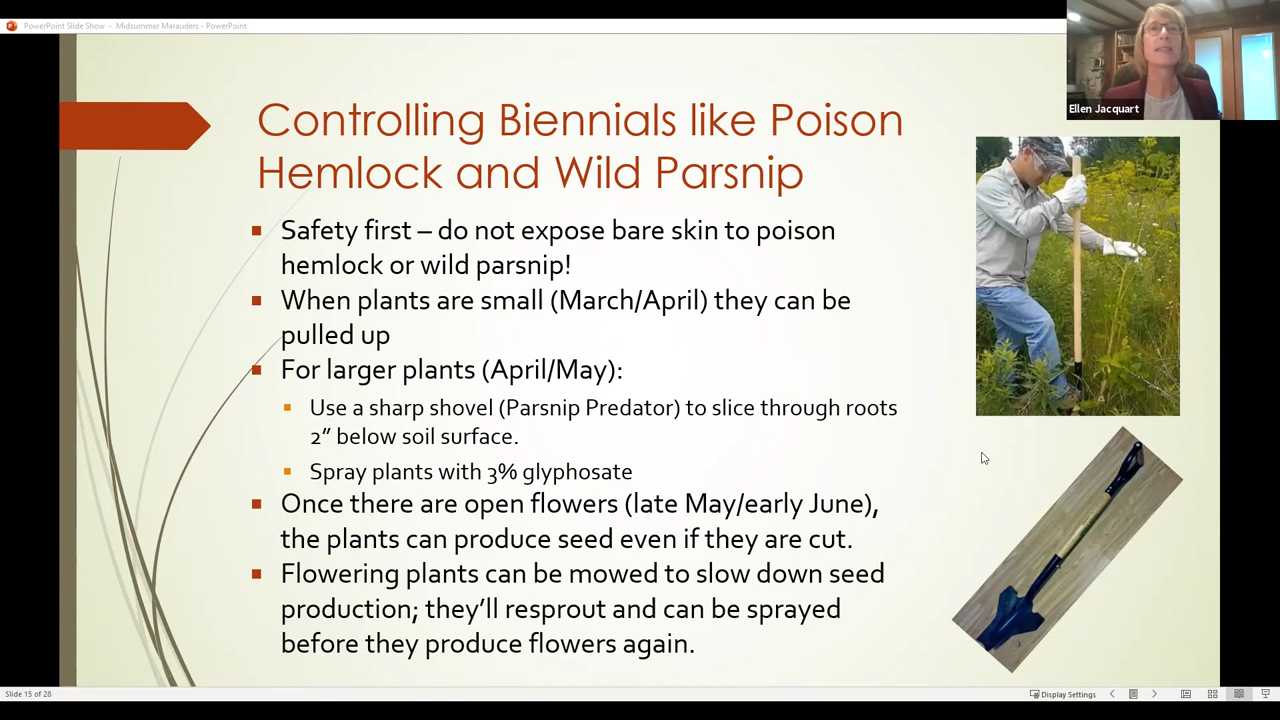 PowerPoint Slide Show - Midsummer Marauders - PowerPoint
Ellen Jacquart
Controlling Biennials like Poison
Hemlock and Wild Parsnip
Safety first – do not expose bare skin to poison
hemlock or wild parsnip!
When plants are small (March/April) they can be
pulled up
For larger plants (April/May):
Use a sharp shovel (Parsnip Predator) to slice through roots
2” below soil surface.
Spray plants with 3% glyphosate
Once there are open flowers (late May/early June),
the plants can produce seed even if they are cut.
Flowering plants can be mowed to slow down seed
production; they’ll resprout and can be sprayed
before they produce flowers again.
Slide 15 of 28
Display Settings